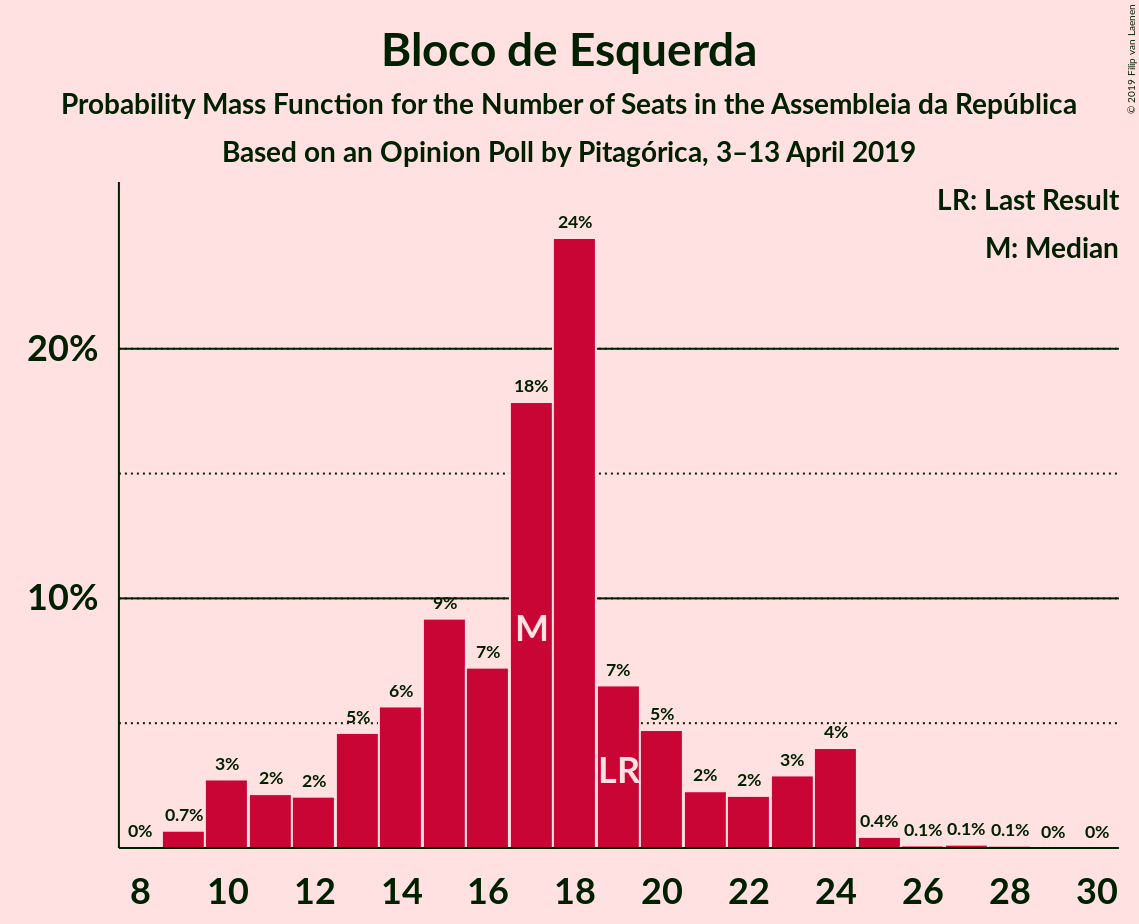 Bloco de Esquerda
Probability Mass Function for the Number of Seats in the Assembleia da República
Based on an Opinion Poll by Pitagórica, 3–13 April 2019
© 2019 Filip van Laenen
LR: Last Result
M: Median
20%
10%
0%
0.7%
3%
2%
2%
5%
6%
9%
7%
18%
24%
7%
5%
2%
2%
3%
4%
0.4%
0.1%
0.1%
0.1%
0%
0%
M
LR
8 10 12 14 16 18 20 22 24 26 28 30